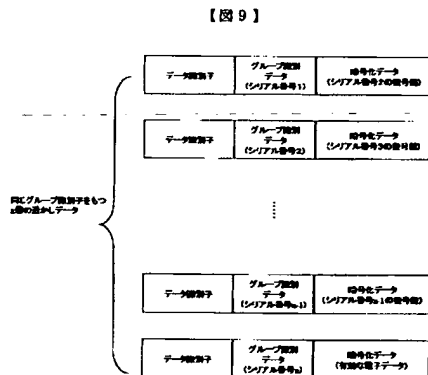 【図9】
データ識別子
グループ識別
データ
(シリアル番号1)
暗号化データ
(シリアル番号2の復号鍵)
データ識別子
グループ識別
データ
(シリアル番号2)
暗号化データ
(シリアル番号3の復号鍵)
同じグループ識別子をもつ
n個の透かしデータ
データ識別子
グループ識別
データ
(シリアル番号n-1)
暗号化データ
(シリアル番号n-1の復号鍵)
データ識別子
グループ識別
データ
(シリアル番号n)
暗号化データ
(有効な電子データ)